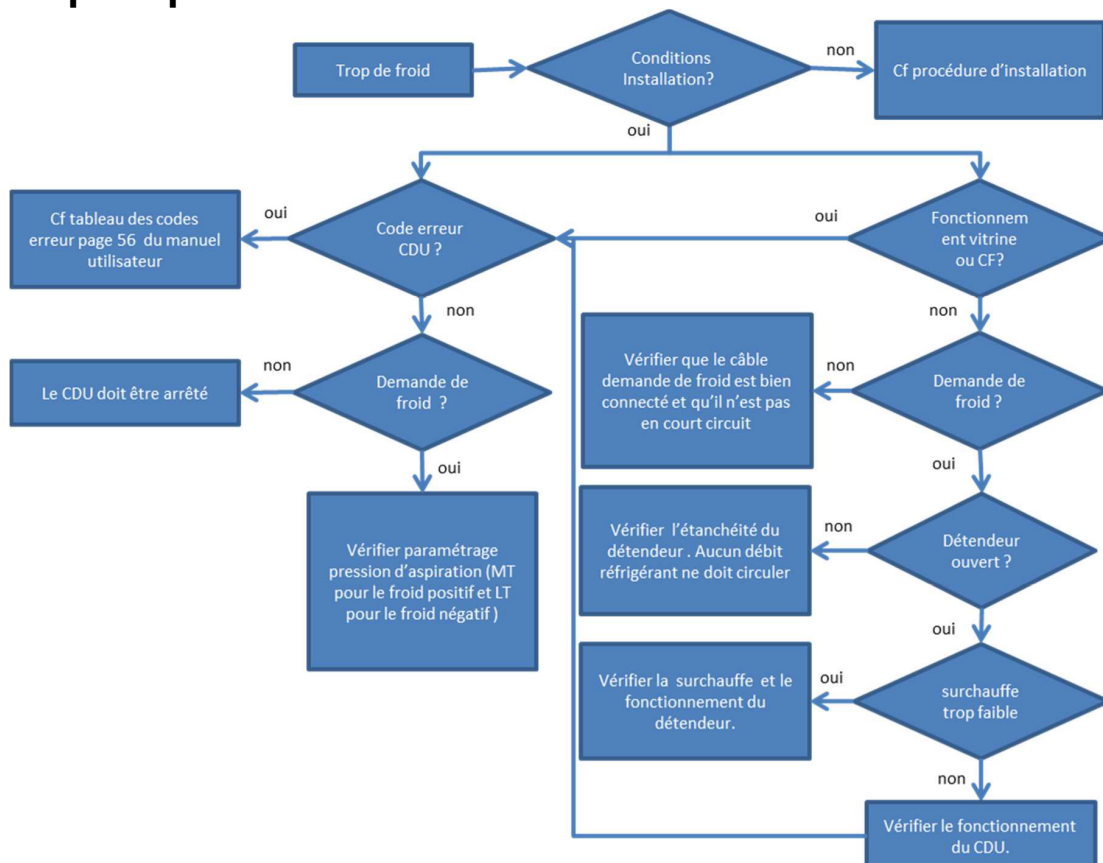 Trop de froid
Conditions
Installation?
non
Cf procédure d'installation
oui
Cf tableau des codes
erreur page 56 du manuel
utilisateur
oui
Code erreur
CDU ?
oui
Fonctionnem
ent vitrine
ou CF?
non
non
Le CDU doit être arrêté
non
Demande de
froid ?
Vérifier que le câble
demande de froid est bien
connecté et qu'il n'est pas
en court circuit
non
Demande de
froid ?
oui
oui
Vérifier paramétrage
pression d'aspiration (MT
pour le froid positif et LT
pour le froid négatif )
Vérifier l'étanchéité du
détendeur . Aucun débit
réfrigérant ne doit circuler
non
Détendeur
ouvert ?
oui
Vérifier la surchauffe et le
fonctionnement du
détendeur.
oui
surchauffe
trop faible
non
Vérifier le fonctionnement
du CDU.